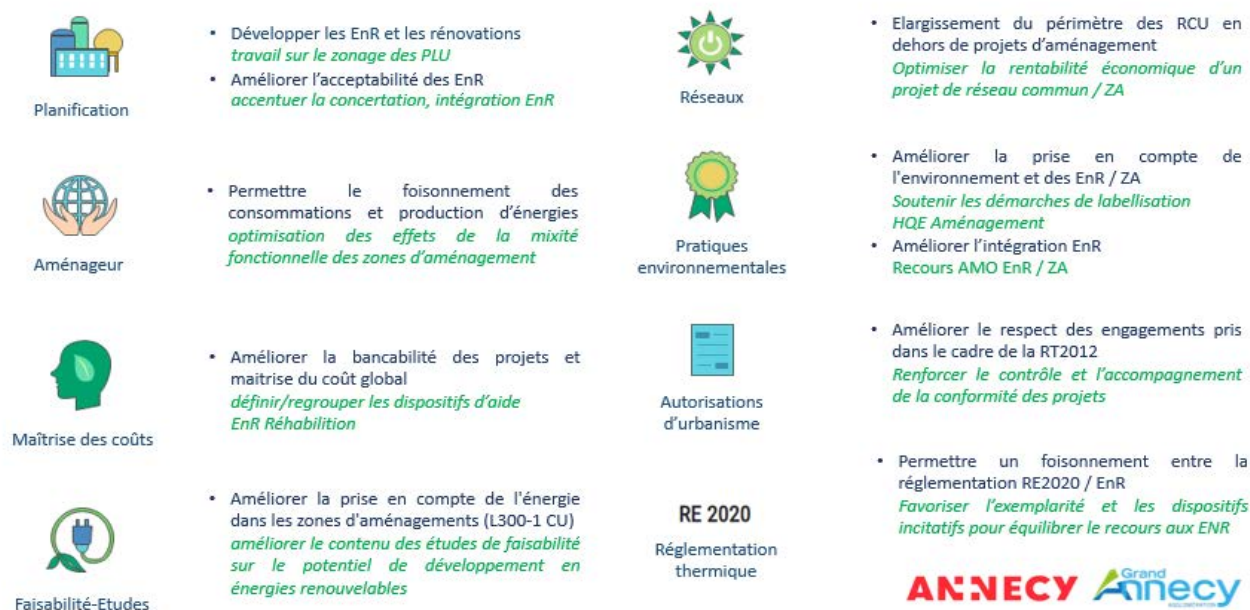 Planification
• Développer les EnR et les rénovations
travail sur le zonage des PLU
• Améliorer l'acceptabilité des EnR
accentuer la concertation, intégration EnR
Aménageur
• Permettre le foisonnement des
consommations et production d'énergies
optimisation des effets de la mixité
fonctionnelle des zones d'aménagement
Maîtrise des coûts
• Améliorer la bancabilité des projets et
maitrise du coût global
définir/regrouper les dispositifs d'aide
EnR Réhabilition
Faisabilité-Etudes
• Améliorer la prise en compte de l'énergie
dans les zones d'aménagements (L300-1 CU)
améliorer le contenu des études de faisabilité
sur le potentiel de développement en
énergies renouvelables
Réseaux
• Elargissement du périmètre des RCU en
dehors de projets d'aménagement
Optimiser la rentabilité économique d'un
projet de réseau commun / ZA
Pratiques
environnementales
• Améliorer la prise en compte de
l'environnement et des EnR / ZA
Soutenir les démarches de labellisation
HQE Aménagement
• Améliorer l'intégration EnR
Recours AMO EnR / ZA
Autorisations
d'urbanisme
• Améliorer le respect des engagements pris
dans le cadre de la RT2012
Renforcer le contrôle et l'accompagnement
de la conformité des projets
RE 2020
Réglementation
thermique
• Permettre un foisonnement entre la
réglementation RE2020 / EnR
Favoriser l'exemplarité et les dispositifs
incitatifs pour équilibrer le recours aux ENR
ANNECY
Grand
Annecy
AGGLOMÉRATION